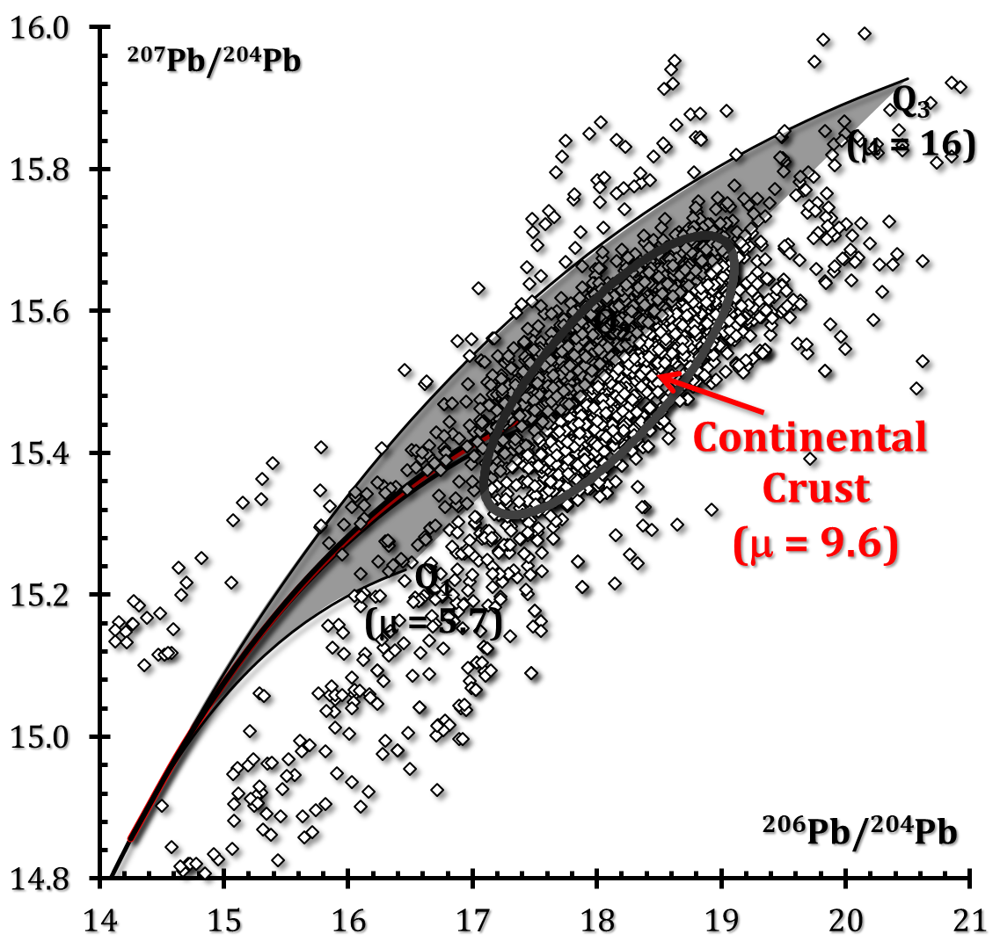 16.0
²⁰⁷Pb/²⁰⁴Pb
Q₃
(μ = 16)
15.8
15.6
15.4
Continental
Crust
(μ = 9.6)
15.2
Q₁
(μ = 5.7)
15.0
²⁰⁶Pb/²⁰⁴Pb
14.8
14 15 16 17 18 19 20 21